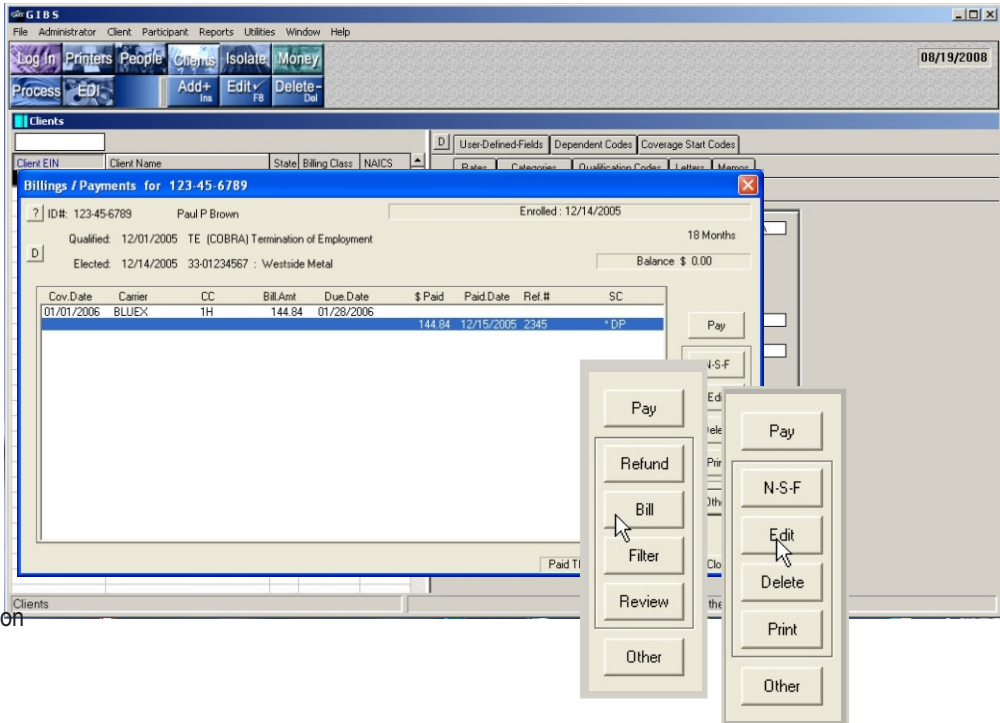 GIBS
File Administrator Client Participant Reports Utilities Window Help
Log In Printers People Clients Isolate Money
08/19/2008
Process EDI Add+ Ins Edit F8 Delete- Del
Clients
D User-Defined-Fields Dependent Codes Coverage Start Codes
Client EIN Client Name State Billing Class NAICS
Rates Categories Qualification Codes Letters Memos
Billings / Payments for 123-45-6789
? ID#: 123-45-6789 Paul P Brown Enrolled : 12/14/2005
Qualified: 12/01/2005 TE (COBRA) Termination of Employment 18 Months
D
Elected: 12/14/2005 33-01234567 : Westside Metal Balance $ 0.00
Cov.Date Carrier CC Bill.Amt Due.Date $ Paid Paid.Date Ref.# SC
01/01/2006 BLUEX 1H 144.84 01/28/2006
144.84 12/15/2005 2345 * DP
Pay
N-S-F
Pay
Refund
Bill
Filter
Review
Other
Pay
N-S-F
Edit
Delete
Print
Other
Clients
on